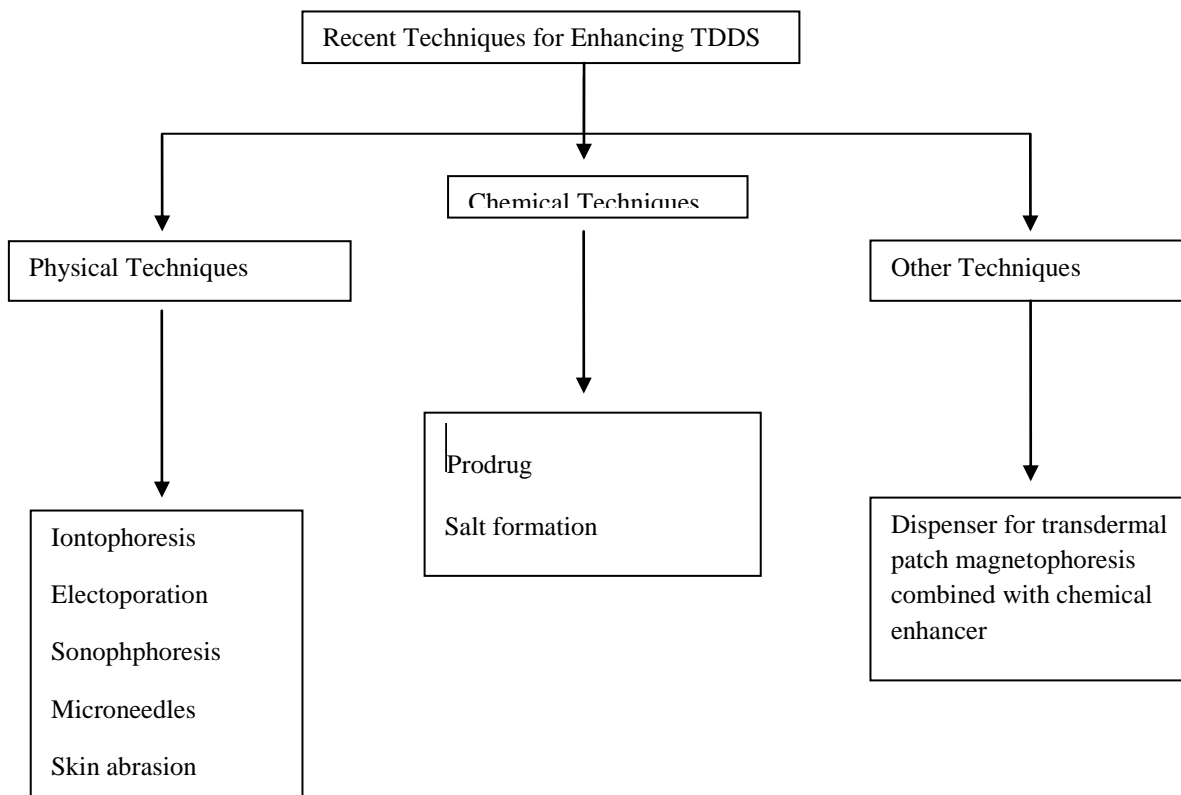 Recent Techniques for Enhancing TDDS
Chemical Techniques
Physical Techniques
Other Techniques
Prodrug
Salt formation
Iontophoresis
Electoporation
Sonophphoresis
Microneedles
Skin abrasion
Dispenser for transdermal
patch magnetophoresis
combined with chemical
enhancer